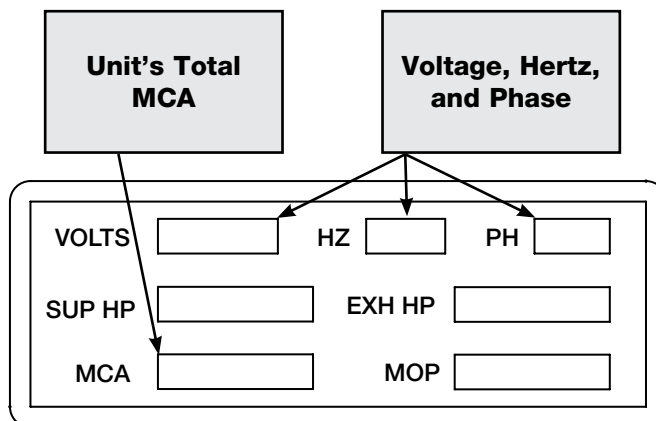 Unit's Total
MCA
Voltage, Hertz,
and Phase
VOLTS HZ PH
SUP HP EXH HP
MCA MOP